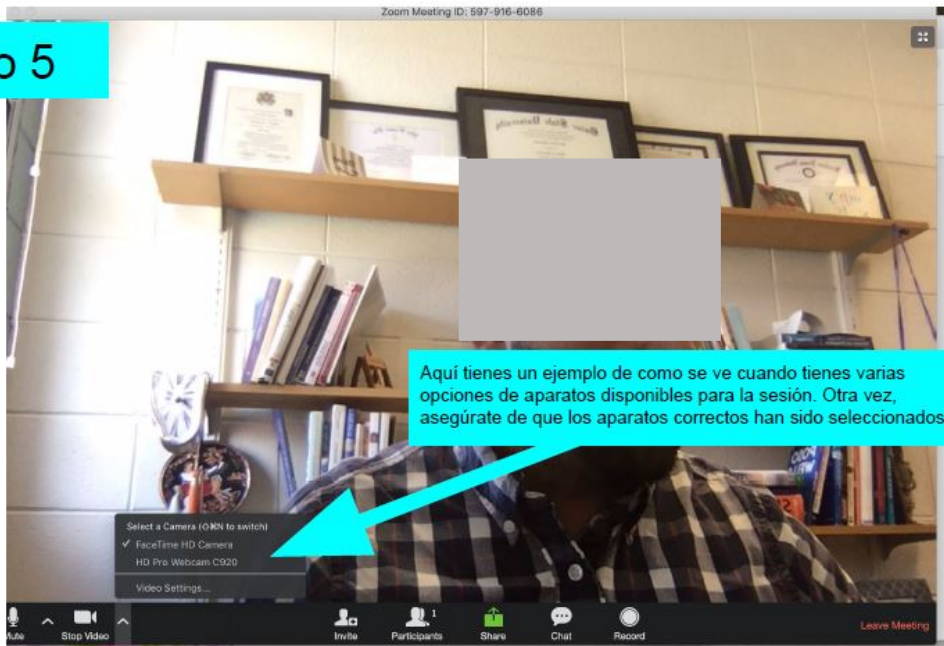 Zoom Meeting ID: 597-916-6086
o 5
Aquí tienes un ejemplo de como se ve cuando tienes varias
opciones de aparatos disponibles para la sesión. Otra vez,
asegúrate de que los aparatos correctos han sido seleccionados
Select a Camera (⇧⌘N to switch)
✓ FaceTime HD Camera
HD Pro Webcam C920
Video Settings...
Mute
Stop Video
Invite
Participants
1
Share
Chat
Record
Leave Meeting